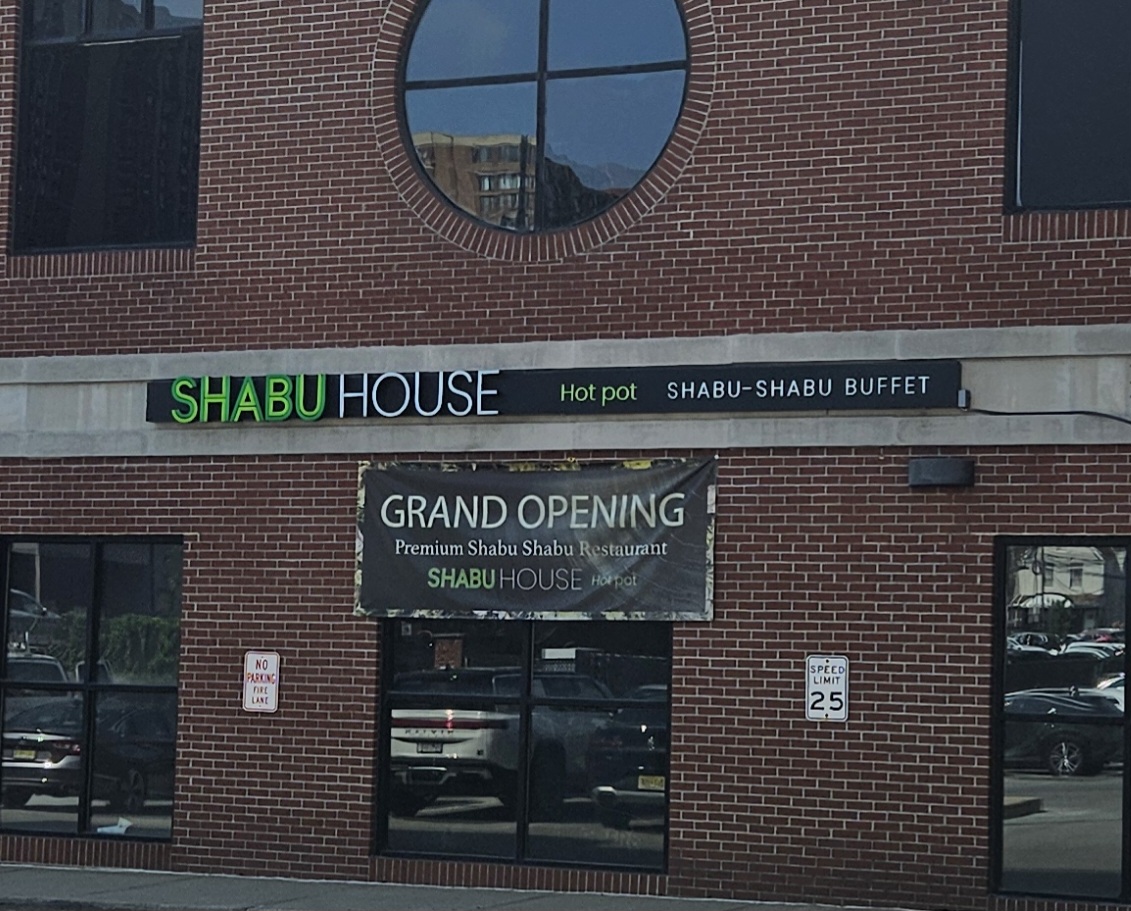 SHABU HOUSE Hot pot SHABU-SHABU BUFFET
GRAND OPENING
Premium Shabu Shabu Restaurant
SHABU HOUSE Hot pot
NO
PARKING
FIRE
LANE
SPEED
LIMIT
25